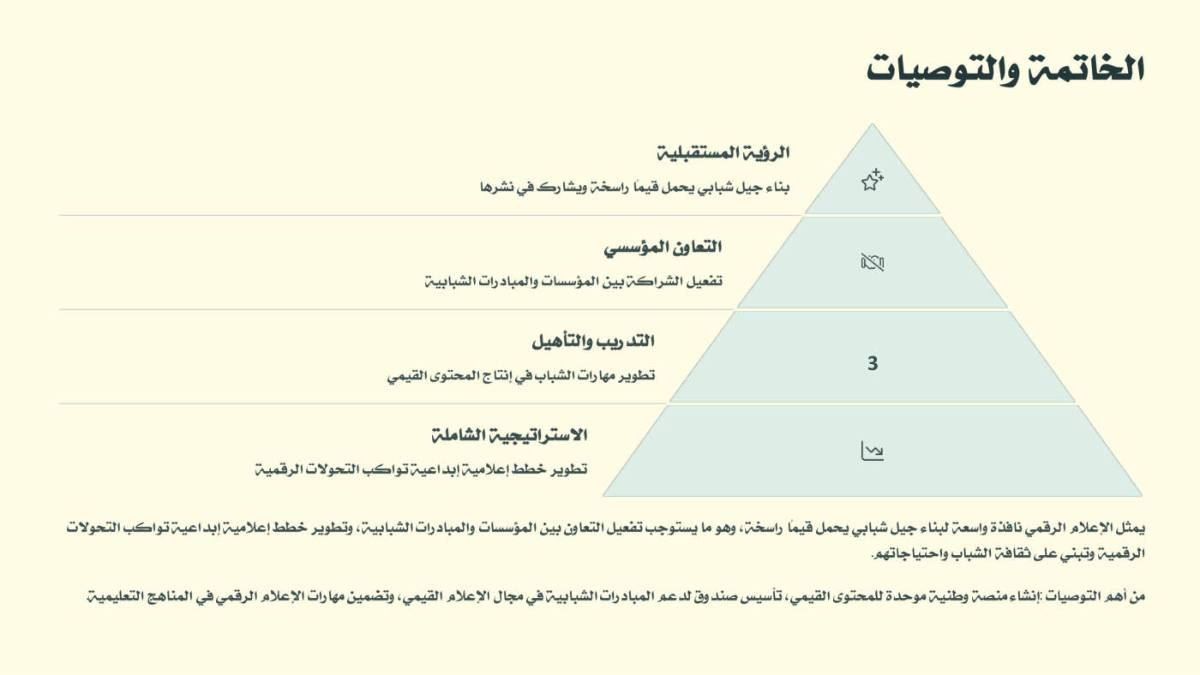 الخاتمة والتوصيات
الرؤية المستقبلية
بناء جيل شبابي يحمل قيمًا راسخة ويشارك في نشرها
التعاون المؤسسي
تفعيل الشراكة بين المؤسسات والمبادرات الشبابية
3
التدريب والتأهيل
تطوير مهارات الشباب في إنتاج المحتوى القيمي
الاستراتيجية الشاملة
تطوير خطط إعلامية إبداعية تواكب التحولات الرقمية
يمثل الإعلام الرقمي نافذة واسعة لبناء جيل شبابي يحمل قيمًا راسخة، وهو ما يستوجب تفعيل التعاون بين المؤسسات والمبادرات الشبابية، وتطوير خطط إعلامية إبداعية تواكب التحولات
الرقمية وتبني على ثقافة الشباب واحتياجاتهم.
من أهم التوصيات :إنشاء منصة وطنية موحدة للمحتوى القيمي، تأسيس صندوق لدعم المبادرات الشبابية في مجال الإعلام القيمي، وتضمين مهارات الإعلام الرقمي في المناهج التعليمية